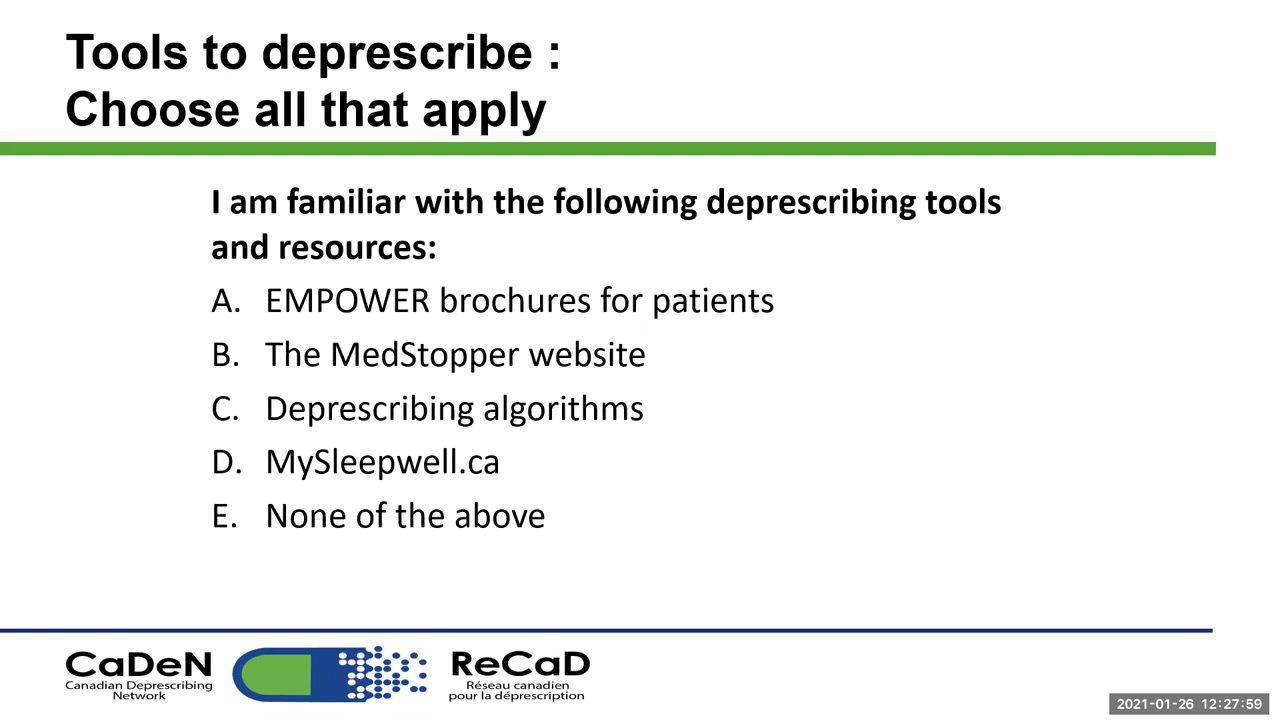 Tools to deprescribe :
Choose all that apply
I am familiar with the following deprescribing tools
and resources:
A. EMPOWER brochures for patients
B. The MedStopper website
C. Deprescribing algorithms
D. MySleepwell.ca
E. None of the above
CaDeN
Canadian Deprescribing
Network
ReCaD
Réseau canadien
pour la déprescription
2021-01-26 12:27:59